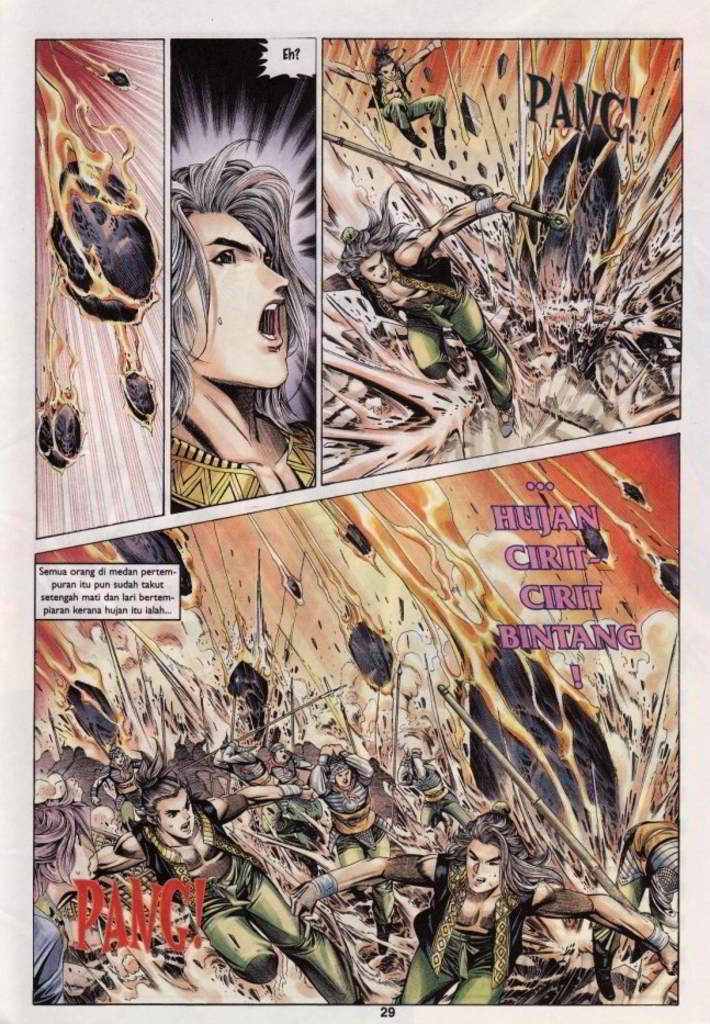 Eh?
PANG!
Semua orang di medan pertem-
puran itu pun sudah takut
setengah mati dan lari bertem-
piaran kerana hujan itu ialah...
...
HUJAN
CIRIT-
CIRIT
BINTANG
!
PANG!
29